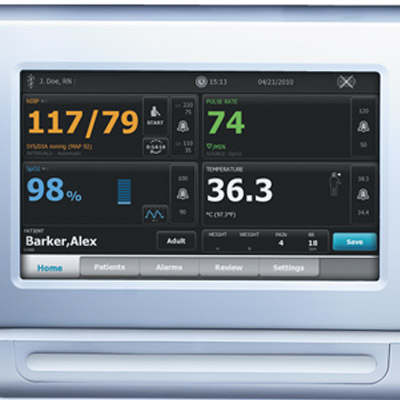 J. Doe, RN :
15:13
04/21/2010
NIBP
117/79
SYS/DIA mmHg (MAP 92)
INTERVALS : Automatic
START
220
75
110
35
PULSE RATE
74
/MIN
120
50
SpO2
98%
100
90
TEMPERATURE
36.3
°C (97.3°F)
38.3
34.4
PATIENT
Barker,Alex
Adult
HEIGHT
WEIGHT
PAIN
4
RR
18
Save
Home
Patients
Alarms
Review
Settings